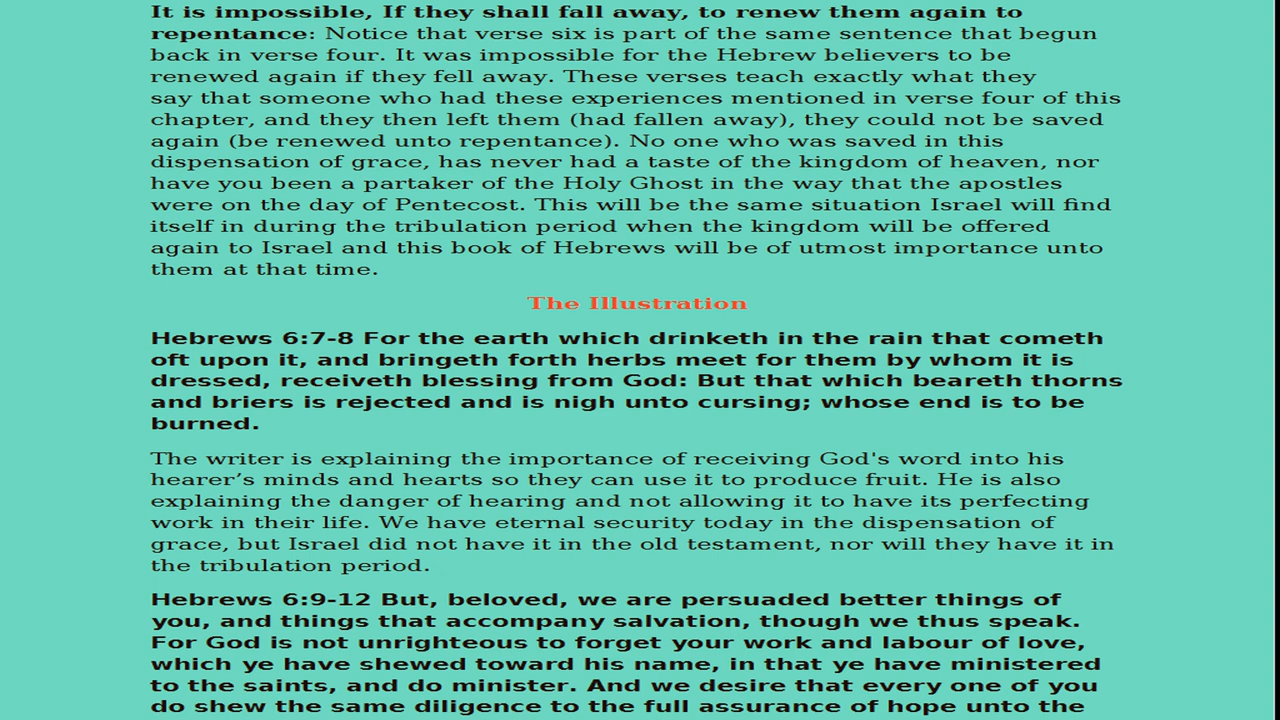 It is impossible, If they shall fall away, to renew them again to
repentance: Notice that verse six is part of the same sentence that begun
back in verse four. It was impossible for the Hebrew believers to be
renewed again if they fell away. These verses teach exactly what they
say that someone who had these experiences mentioned in verse four of this
chapter, and they then left them (had fallen away), they could not be saved
again (be renewed unto repentance). No one who was saved in this
dispensation of grace, has never had a taste of the kingdom of heaven, nor
have you been a partaker of the Holy Ghost in the way that the apostles
were on the day of Pentecost. This will be the same situation Israel will find
itself in during the tribulation period when the kingdom will be offered
again to Israel and this book of Hebrews will be of utmost importance unto
them at that time.
The Illustration
Hebrews 6:7-8 For the earth which drinketh in the rain that cometh
oft upon it, and bringeth forth herbs meet for them by whom it is
dressed, receiveth blessing from God: But that which beareth thorns
and briers is rejected and is nigh unto cursing; whose end is to be
burned.
The writer is explaining the importance of receiving God's word into his
hearer’s minds and hearts so they can use it to produce fruit. He is also
explaining the danger of hearing and not allowing it to have its perfecting
work in their life. We have eternal security today in the dispensation of
grace, but Israel did not have it in the old testament, nor will they have it in
the tribulation period.
Hebrews 6:9-12 But, beloved, we are persuaded better things of
you, and things that accompany salvation, though we thus speak.
For God is not unrighteous to forget your work and labour of love,
which ye have shewed toward his name, in that ye have ministered
to the saints, and do minister. And we desire that every one of you
do shew the same diligence to the full assurance of hope unto the